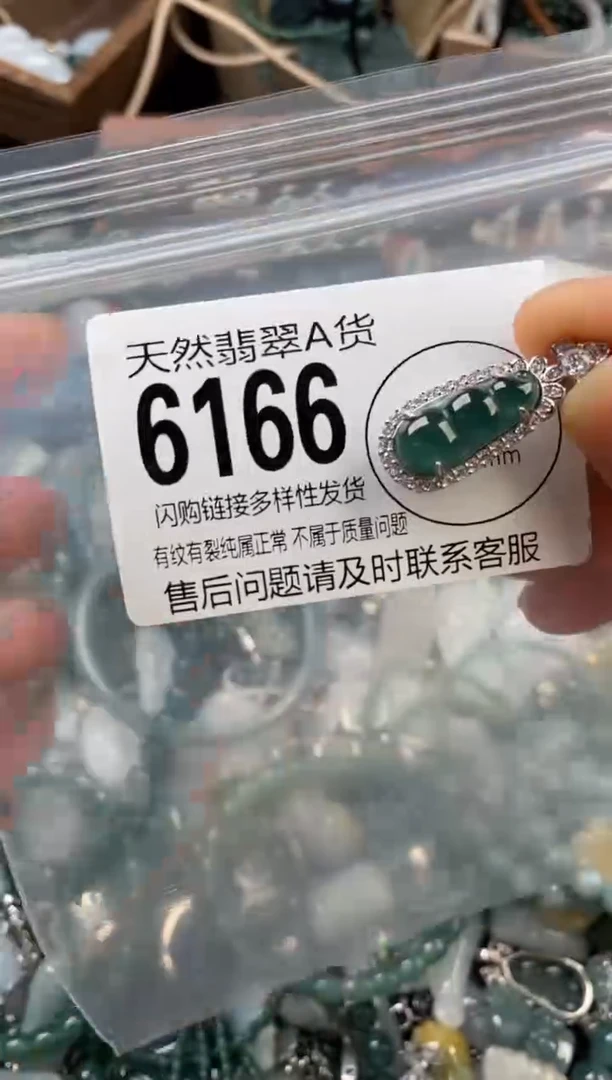 天然翡翠A货
6166
闪购链接多样性发货
有纹有裂纯属正常 不属于质量问题
售后问题请及时联系客服